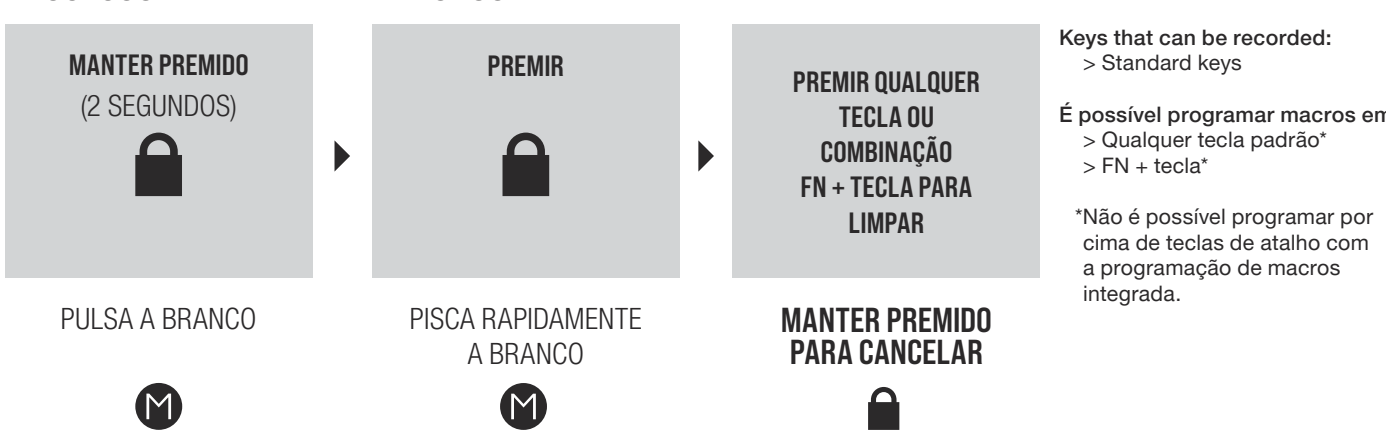 MANTER PREMIDO
(2 SEGUNDOS)
PULSA A BRANCO
M
PREMIR
PISCA RAPIDAMENTE
A BRANCO
M
PREMIR QUALQUER
TECLA OU
COMBINAÇÃO
FN + TECLA PARA
LIMPAR
MANTER PREMIDO
PARA CANCELAR
Keys that can be recorded:
> Standard keys
É possível programar macros em
> Qualquer tecla padrão*
> FN + tecla*
*Não é possível programar por
cima de teclas de atalho com
a programação de macros
integrada.